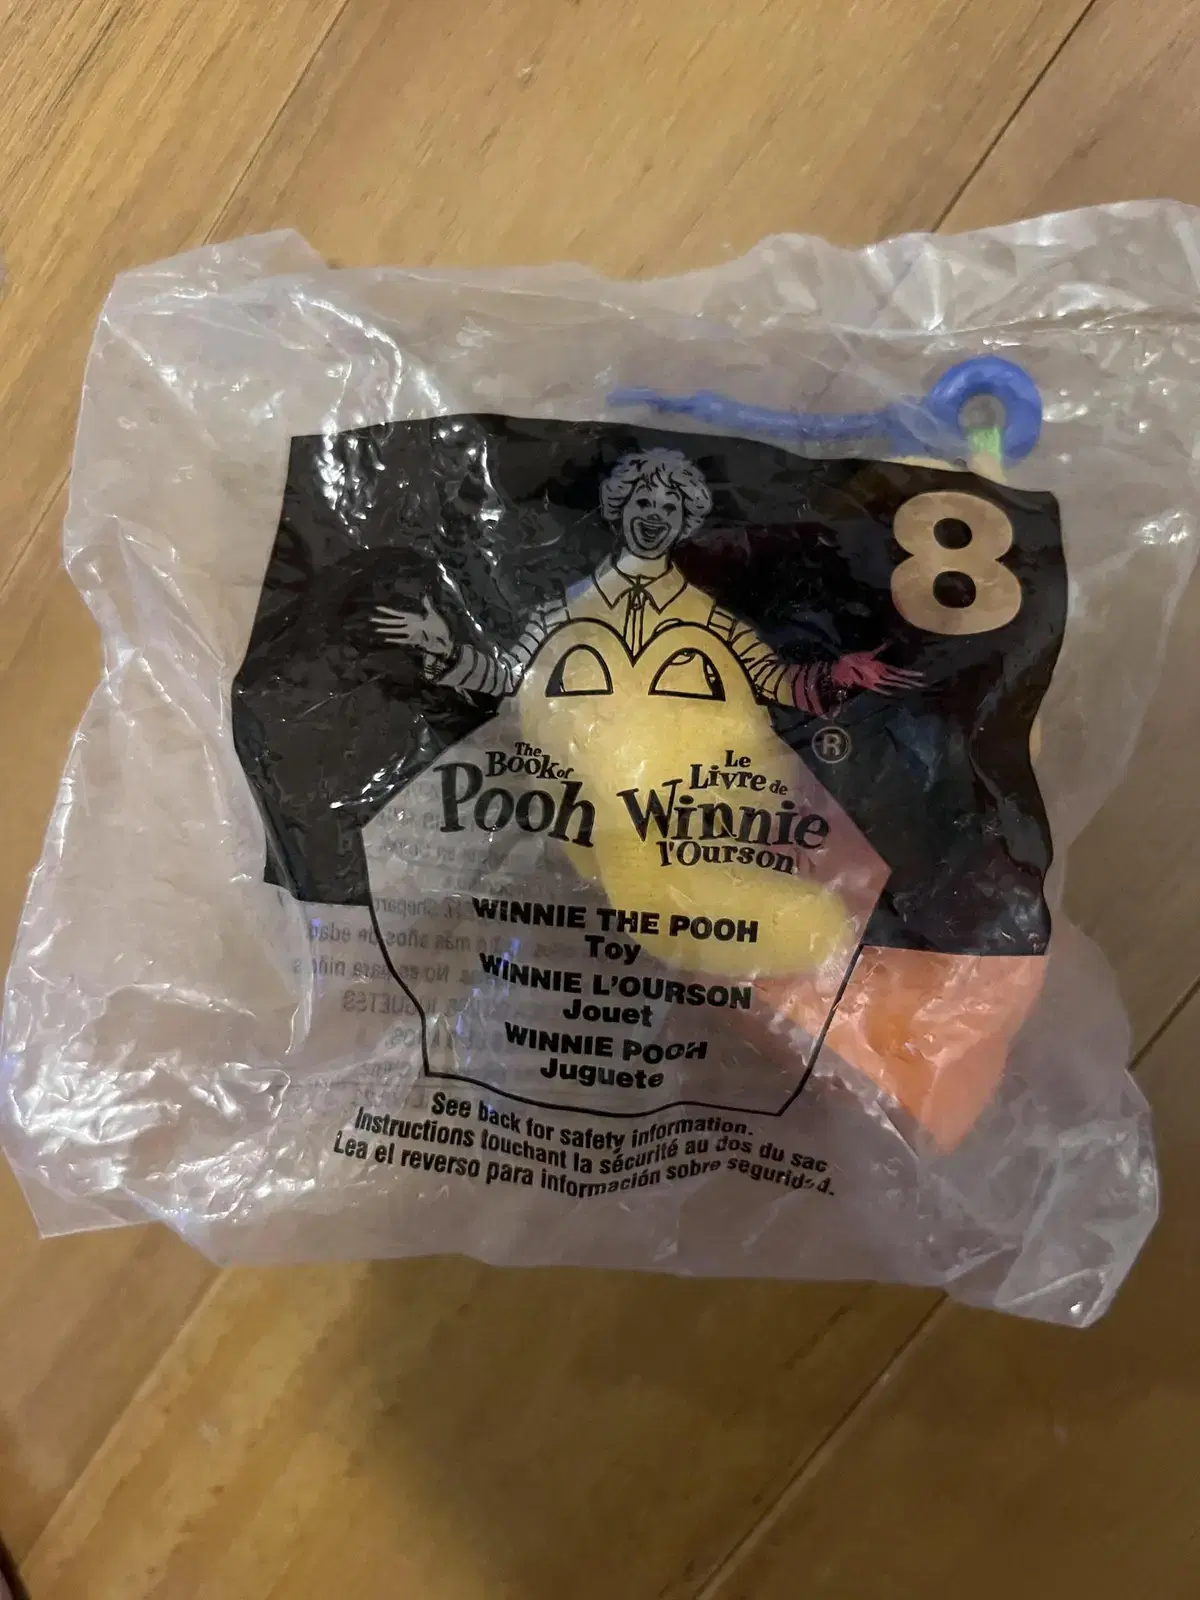 8
®
The
Book of
Pooh
Le
Livre de
Winnie
l'Ourson
WINNIE THE POOH
Toy
WINNIE L'OURSON
Jouet
WINNIE POOH
Juguete
See back for safety information.
Instructions touchant la sécurité au dos du sac
Lea el reverso para información sobre seguridad.